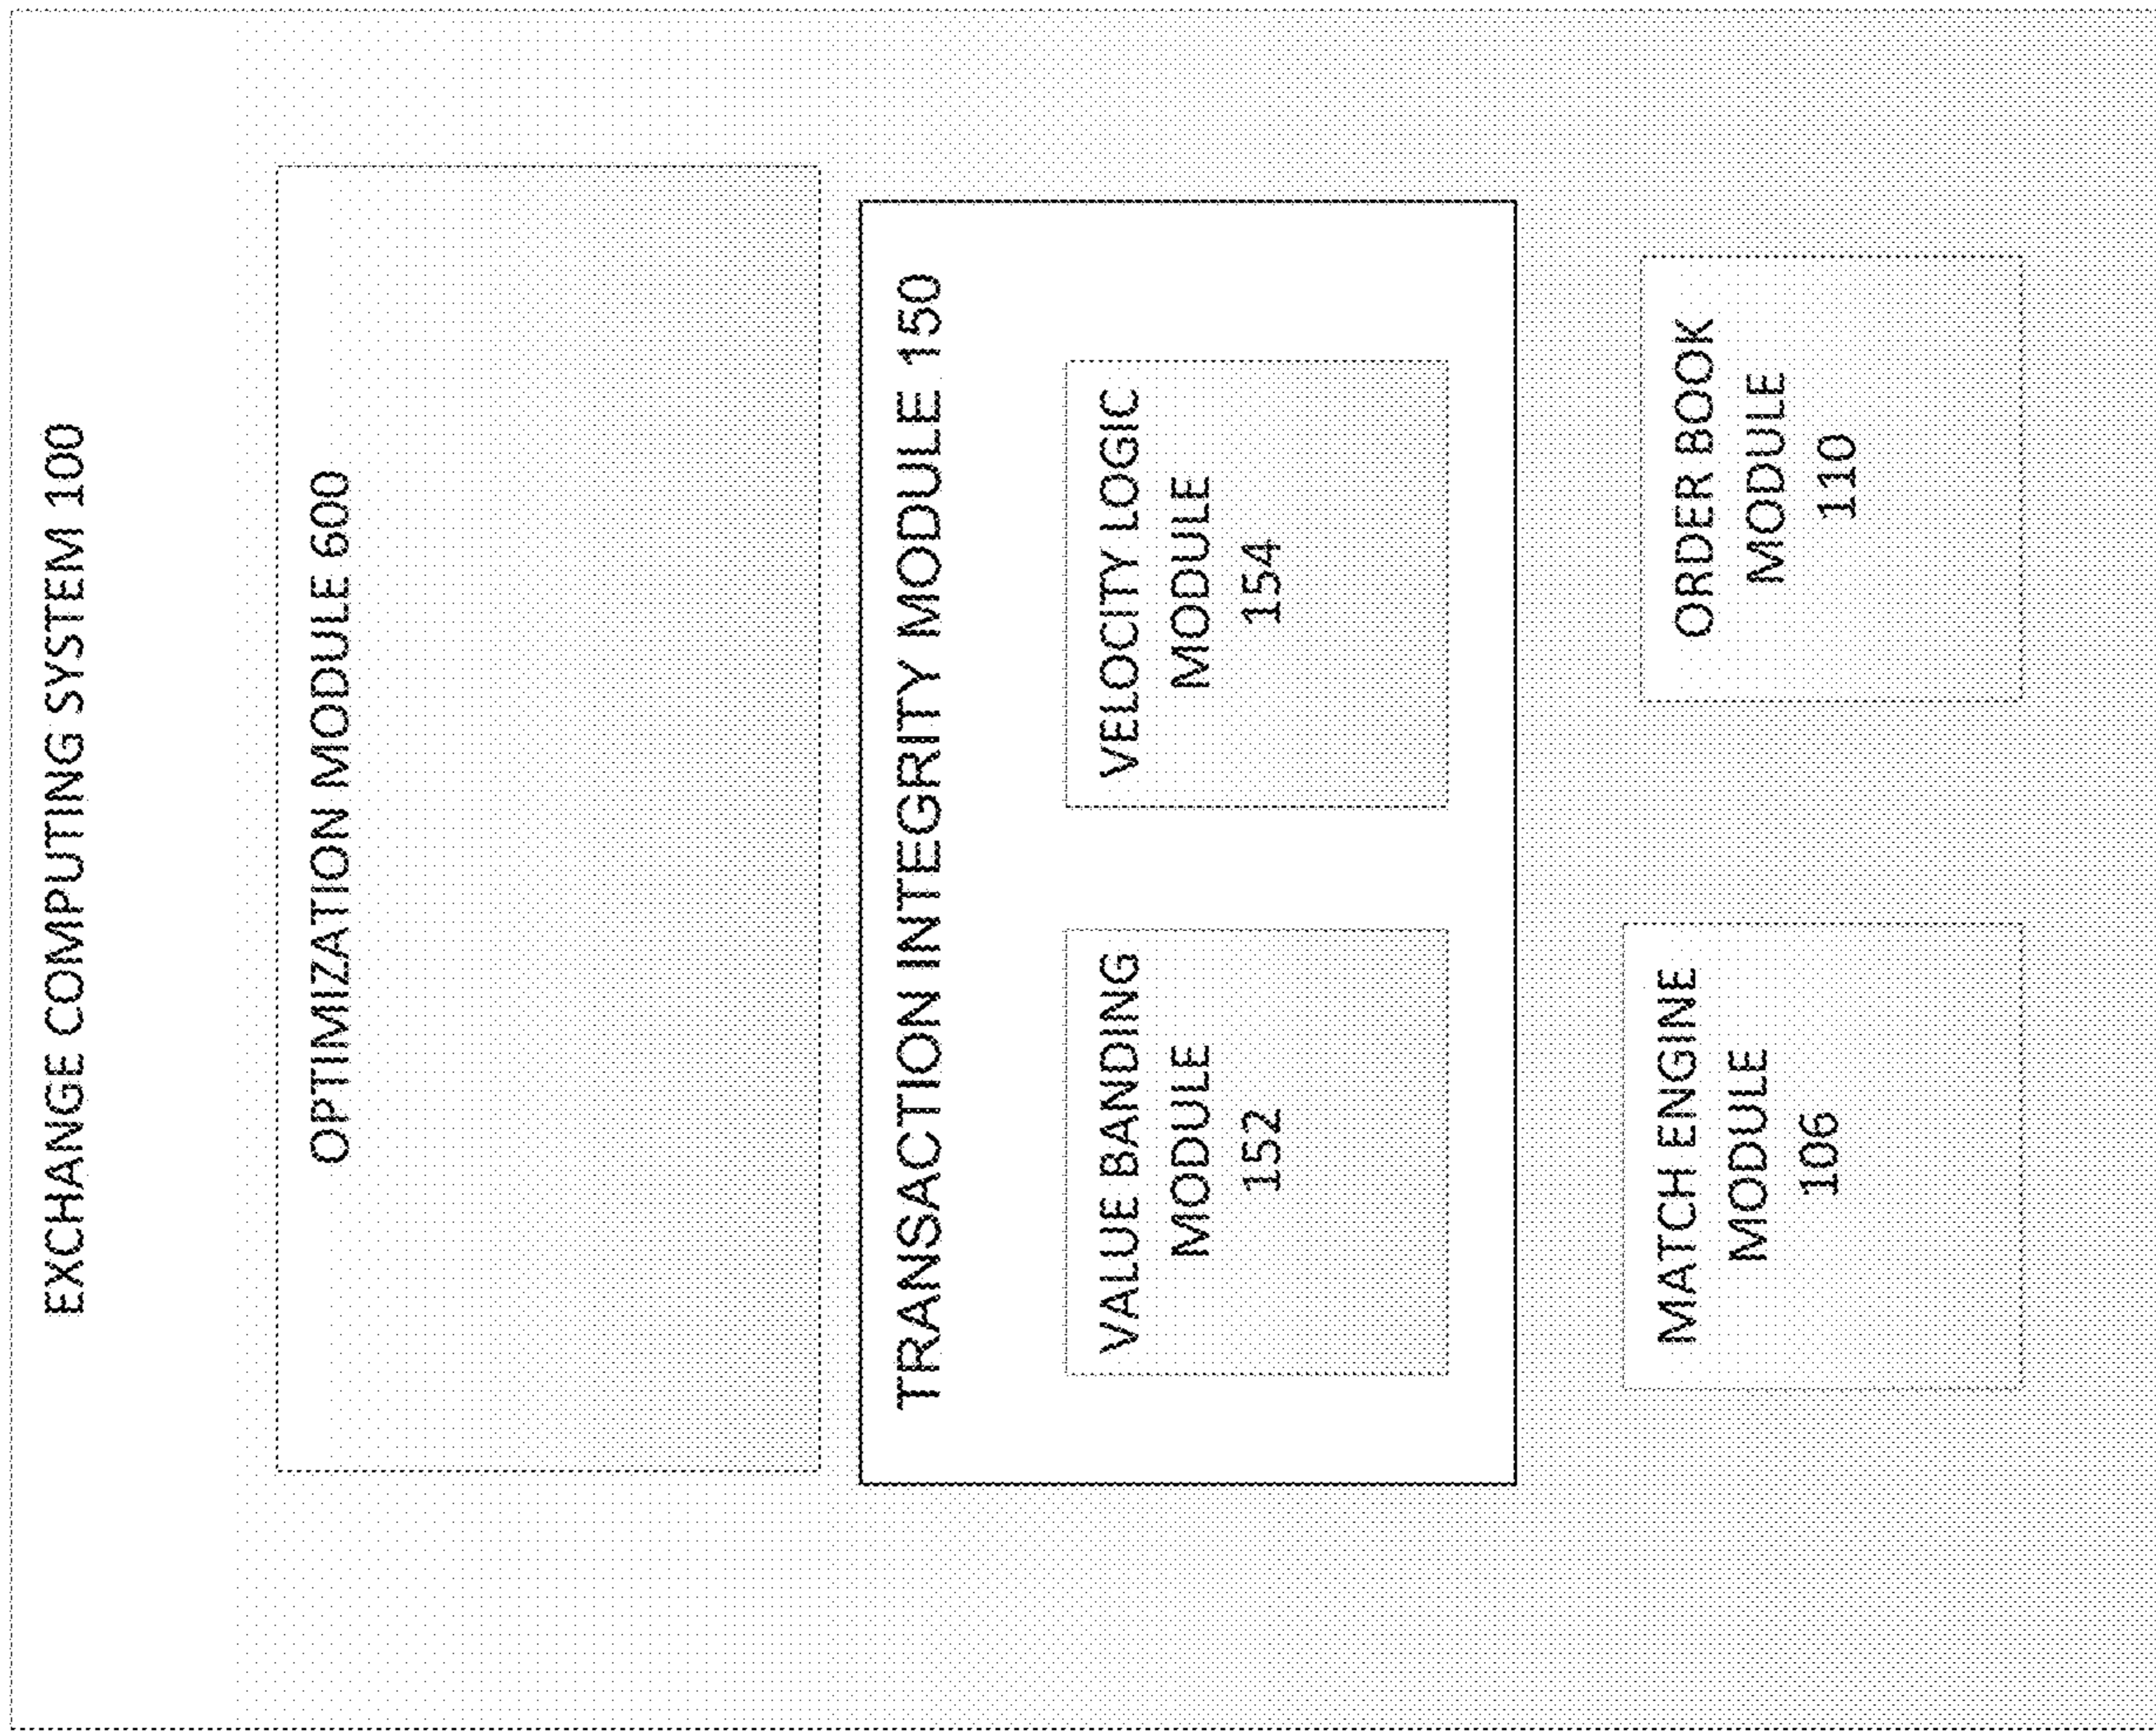 EXCHANGE COMPUTING SYSTEM 100
OPTIMIZATION MODULE 600
TRANSACTION INTEGRITY MODULE 150
VALUE BANDING
MODULE
152
VELOCITY LOGIC
MODULE
154
MATCH ENGINE
MODULE
106
ORDER BOOK
MODULE
110